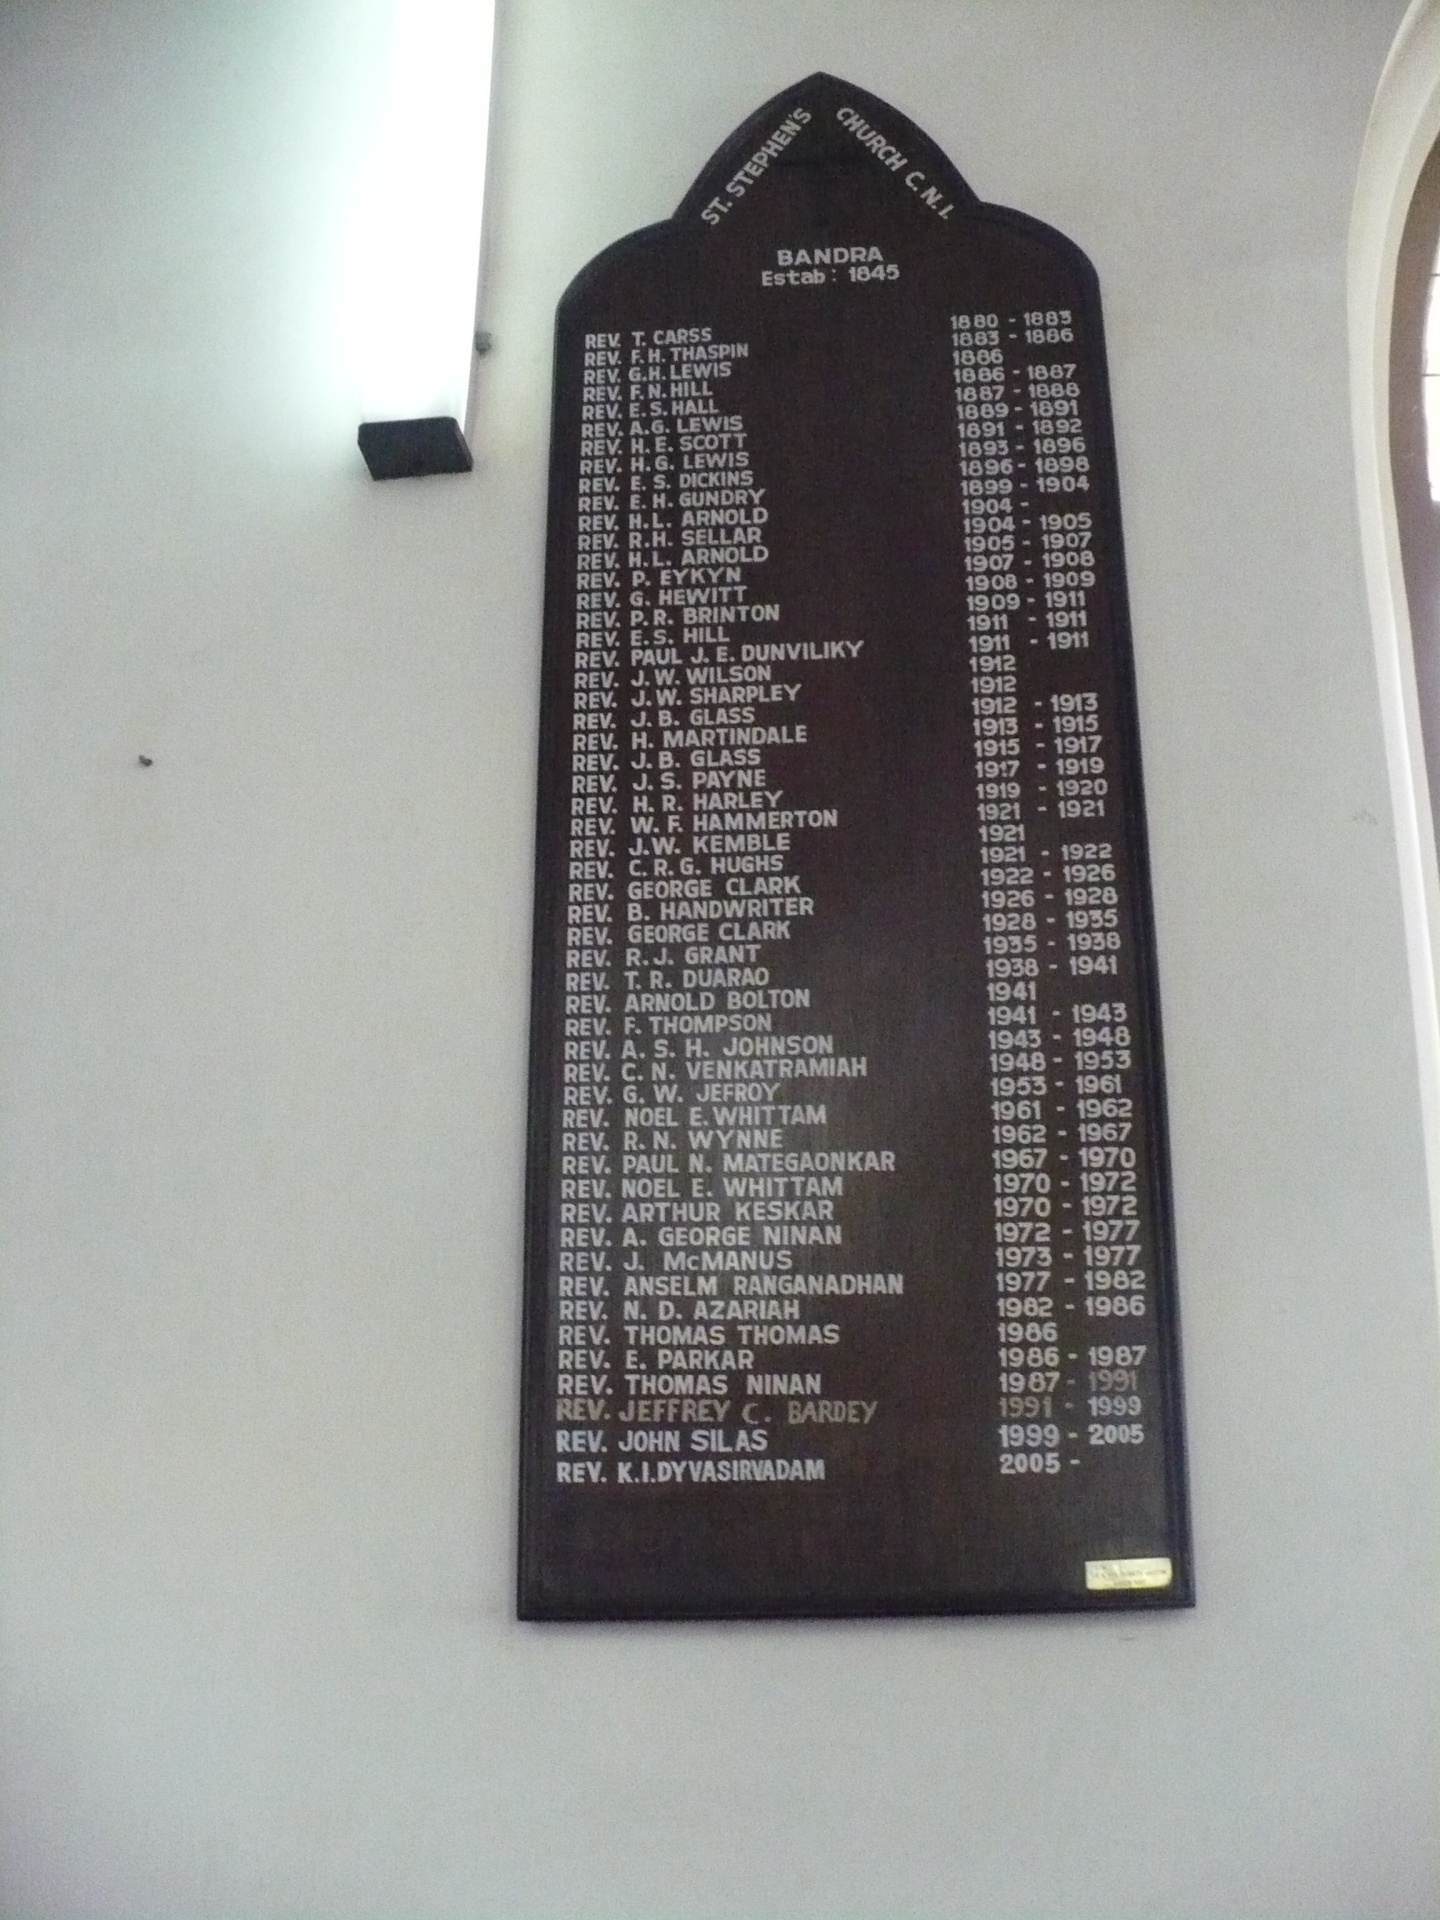 ST. STEPHEN'S CHURCH C.N.I.
BANDRA
Estab: 1845
REV. T. CARSS 1880 - 1883
REV. F. H. THASPIN 1883 - 1886
REV. G.H. LEWIS 1886
REV. F. N. HILL 1886 - 1887
REV. E. S. HALL 1887 - 1888
REV. A.G. LEWIS 1889 - 1891
REV. H. E. SCOTT 1891 - 1892
REV. H.G. LEWIS 1893 - 1896
REV. E. S. DICKINS 1896 - 1898
REV. E. H. GUNDRY 1899 - 1904
REV. H.L. ARNOLD 1904 -
REV. R.H. SELLAR 1904 - 1905
REV. H.L. ARNOLD 1905 - 1907
REV. P. EYKYN 1907 - 1908
REV. G. HEWITT 1908 - 1909
REV. P.R. BRINTON 1909 - 1911
REV. E.S. HILL 1911 - 1911
REV. PAUL J. E. DUNVILIKY 1911 - 1911
REV. J.W. WILSON 1912
REV. J.W. SHARPLEY 1912
REV. J.B. GLASS 1912 - 1913
REV. H. MARTINDALE 1913 - 1915
REV. J.B. GLASS 1915 - 1917
REV. J. S. PAYNE 1917 - 1919
REV. H. R. HARLEY 1919 - 1920
REV. W. F. HAMMERTON 1921 - 1921
REV. J.W. KEMBLE 1921
REV. C. R. G. HUGHS 1921 - 1922
REV. GEORGE CLARK 1922 - 1926
REV. B. HANDWRITER 1926 - 1928
REV. GEORGE CLARK 1928 - 1935
REV. R. J. GRANT 1935 - 1938
REV. T. R. DUARAO 1938 - 1941
REV. ARNOLD BOLTON 1941
REV. F. THOMPSON 1941 - 1943
REV. A. S. H. JOHNSON 1943 - 1948
REV. C. N. VENKATRAMIAH 1948 - 1953
REV. G. W. JEFROY 1953 - 1961
REV. NOEL E. WHITTAM 1961 - 1962
REV. R. N. WYNNE 1962 - 1967
REV. PAUL N. MATEGAONKAR 1967 - 1970
REV. NOEL E. WHITTAM 1970 - 1972
REV. ARTHUR KESKAR 1970 - 1972
REV. A. GEORGE NINAN 1972 - 1977
REV. J. McMANUS 1973 - 1977
REV. ANSELM RANGANADHAN 1977 - 1982
REV. N. D. AZARIAH 1982 - 1986
REV. THOMAS THOMAS 1986
REV. E. PARKAR 1986 - 1987
REV. THOMAS NINAN 1987 - 1991
REV. JEFFREY C. BARDEY 1991 - 1999
REV. JOHN SILAS 1999 - 2005
REV. K.I.DYVASIRVADAM 2005 -